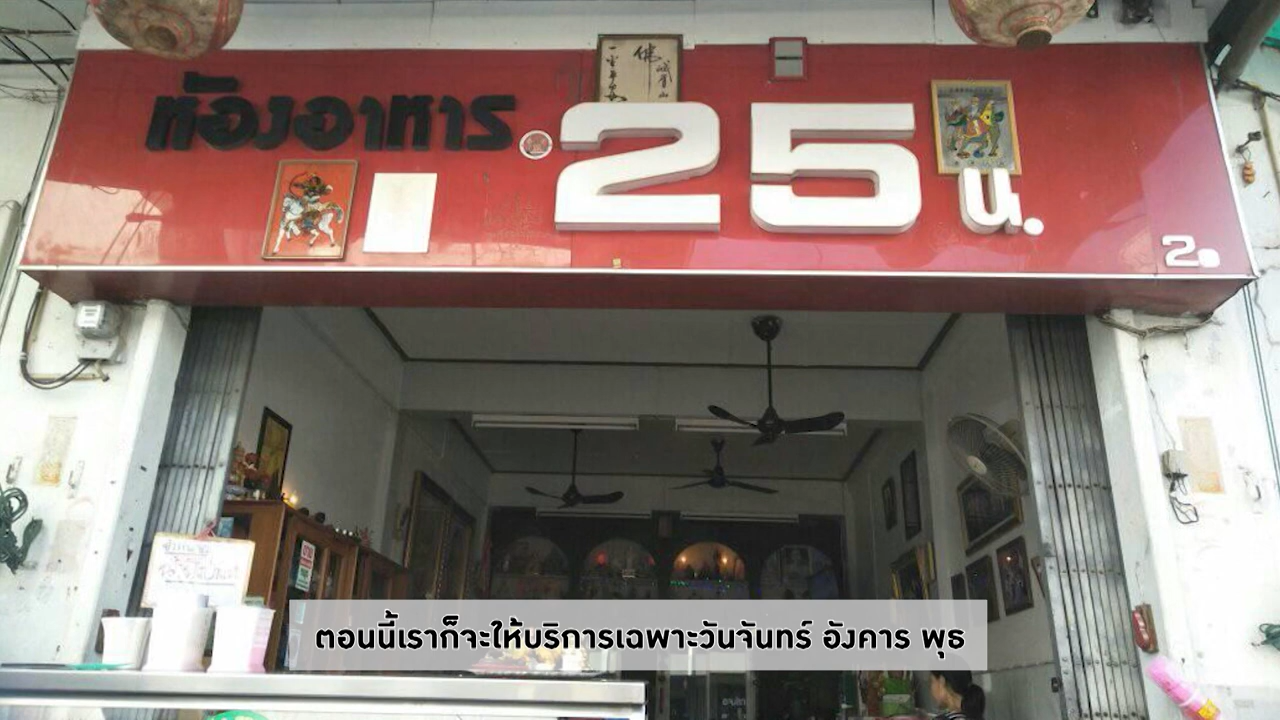 ห้องอาหาร 25 น.
佛
2.
ตอนนี้เราก็จะให้บริการเฉพาะวันจันทร์ อังคาร พุธ